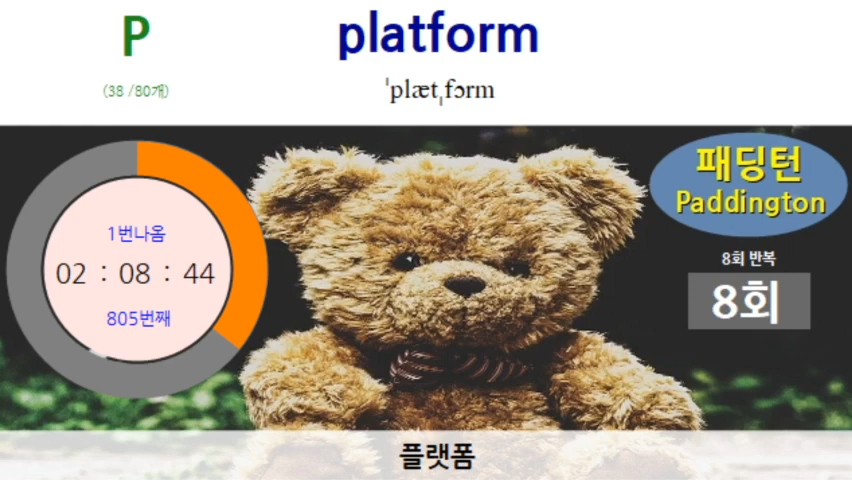 P
platform
(38 /80개)
ˈplætˌfɔrm
패딩턴
Paddington
1번나옴
02 : 08 : 44
805번째
8회 반복
8회
플랫폼